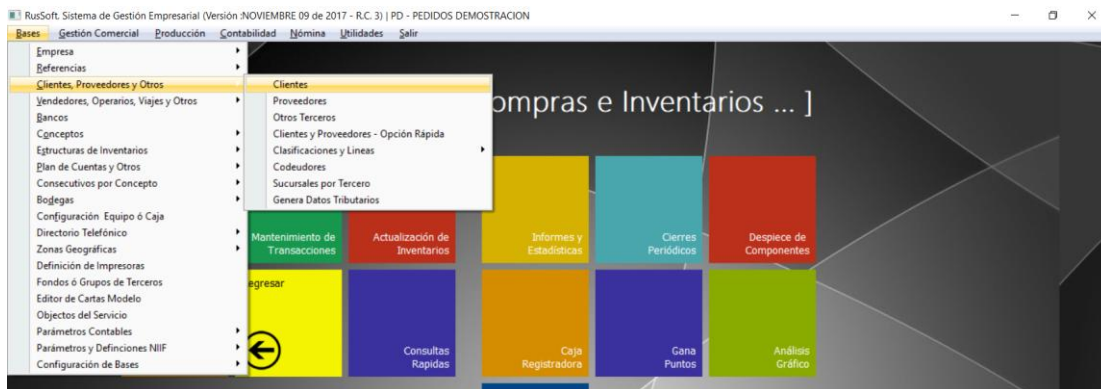 RusSoft. Sistema de Gestión Empresarial (Versión :NOVIEMBRE 09 de 2017 - R.C. 3) | PD - PEDIDOS DEMOSTRACION
Bases Gestión Comercial Producción Contabilidad Nómina Utilidades Salir
Empresa
Referencias
Clientes, Proveedores y Otros
Vendedores, Operarios, Viajes y Otros
Bancos
Conceptos
Estructuras de Inventarios
Plan de Cuentas y Otros
Consecutivos por Concepto
Bodegas
Configuración Equipo ó Caja
Directorio Telefónico
Zonas Geográficas
Definición de Impresoras
Fondos ó Grupos de Terceros
Editor de Cartas Modelo
Objectos del Servicio
Parámetros Contables
Parámetros y Definciones NIIF
Configuración de Bases
Clientes
Proveedores
Otros Terceros
Clientes y Proveedores - Opción Rápida
Clasificaciones y Lineas
Codeudores
Sucursales por Tercero
Genera Datos Tributarios
ompras e Inventarios ... ]
Mantenimiento de
Transacciones
Actualización de
Inventarios
Informes y
Estadísticas
Cierres
Periódicos
Despiece de
Componentes
egresar
Consultas
Rapidas
Caja
Registradora
Gana
Puntos
Análisis
Gráfico